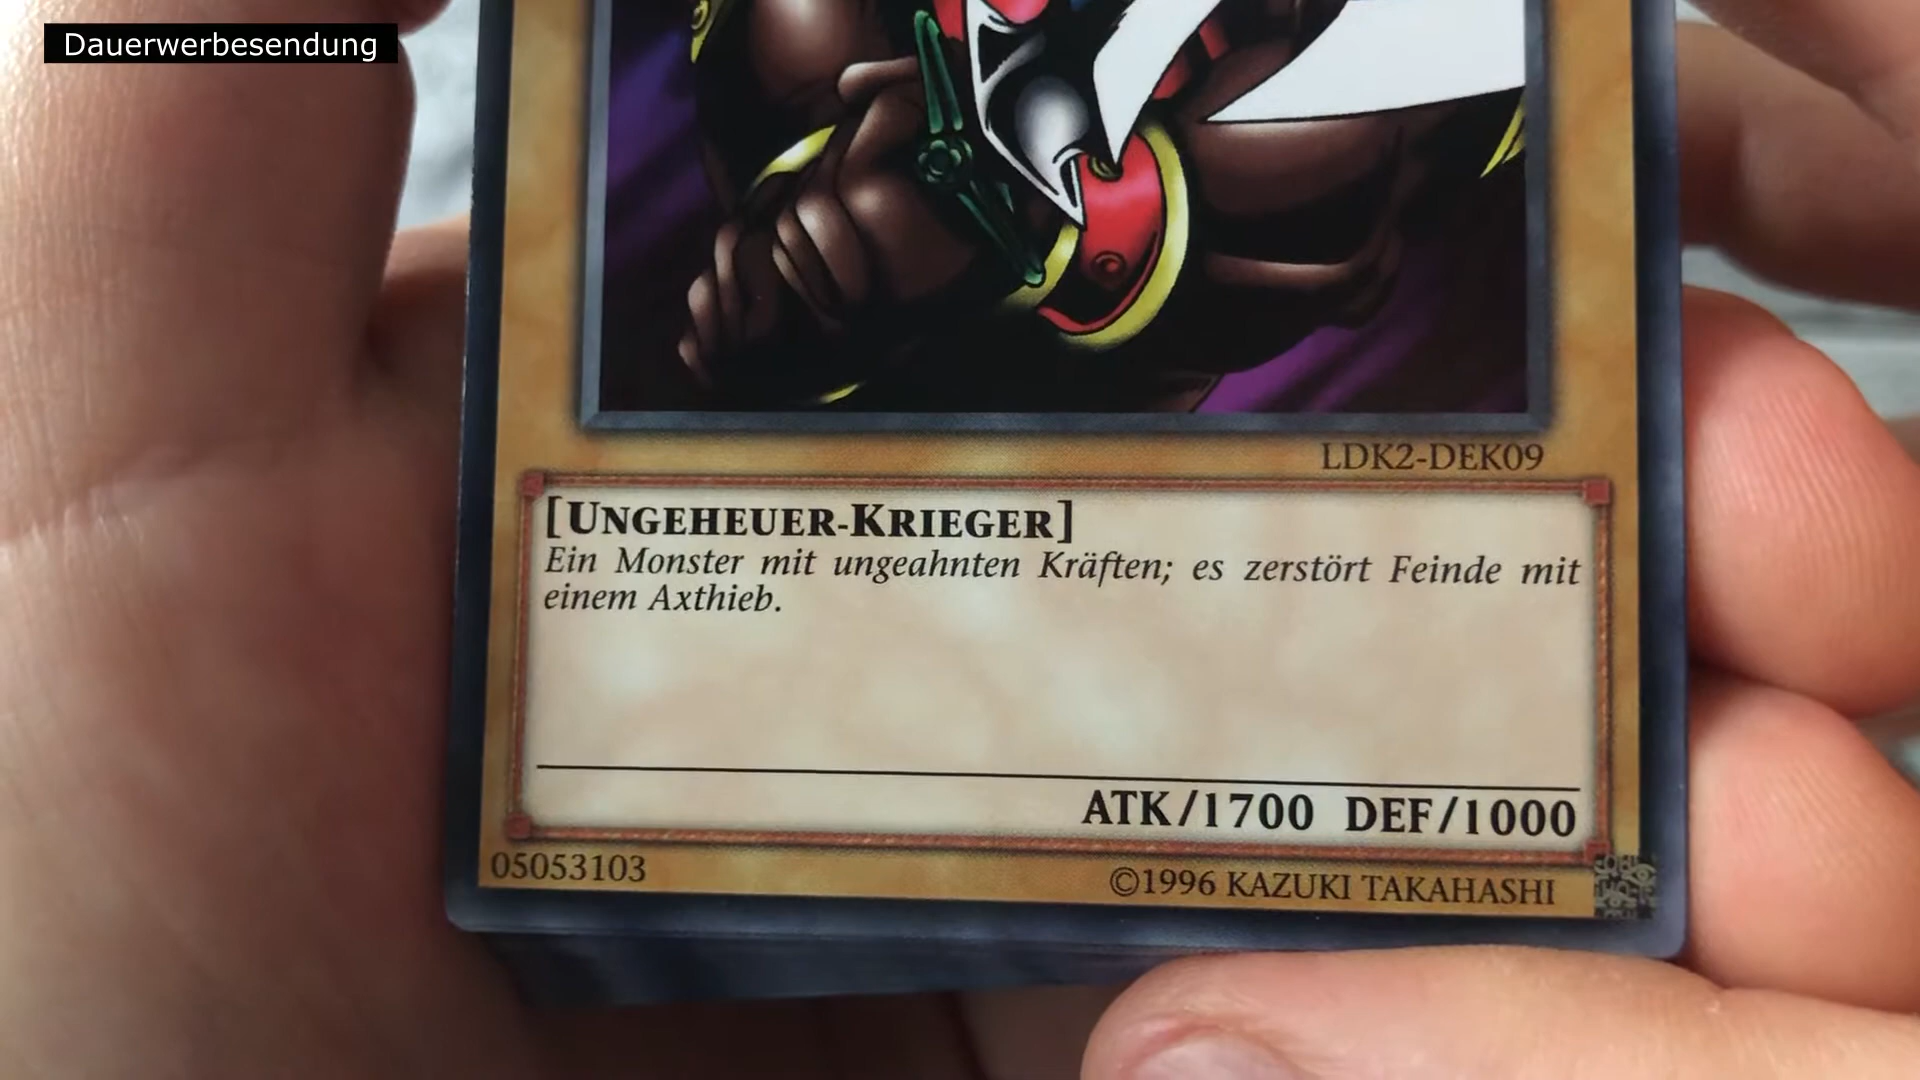 Dauerwerbesendung
LDK2-DEK09
[UNGEHEUER-KRIEGER]
Ein Monster mit ungeahnten Kräften; es zerstört Feinde mit
einem Axthieb.
ATK/1700 DEF/1000
05053103
©1996 KAZUKI TAKAHASHI